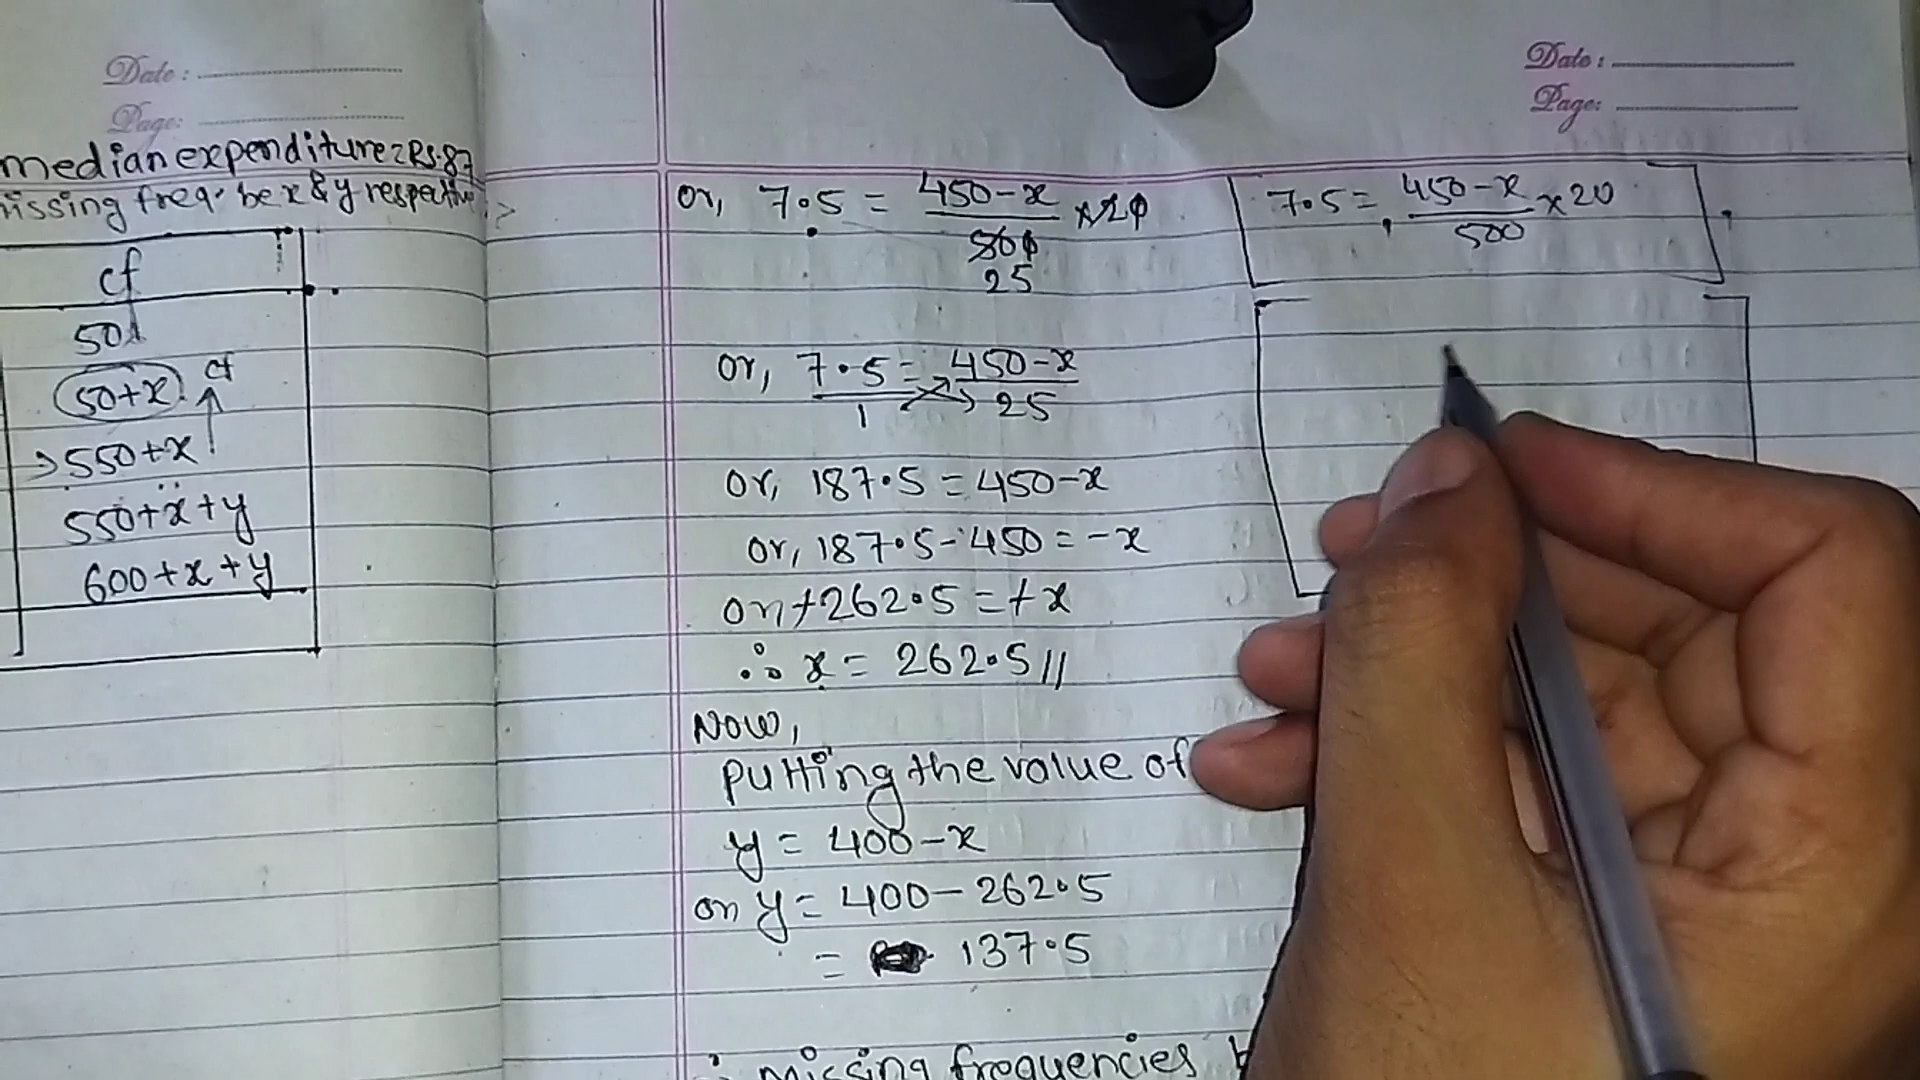 Date :
Page:
median expenditure = Rs. 87
missing freq. be x & y respective
cf
50
50+x cf
550+x
550+x+y
600+x+y
Date :
Page:
or, 7.5 = 450-x / 500 × 20
25
or, 7.5 / 1 = 450-x / 25
or, 187.5 = 450-x
or, 187.5-450 = -x
or, +262.5 = +x
∴ x = 262.5 //
Now,
putting the value of
y = 400-x
or, y = 400-262.5
= 137.5
∴ missing frequencies
7.5 = 450-x / 500 × 20